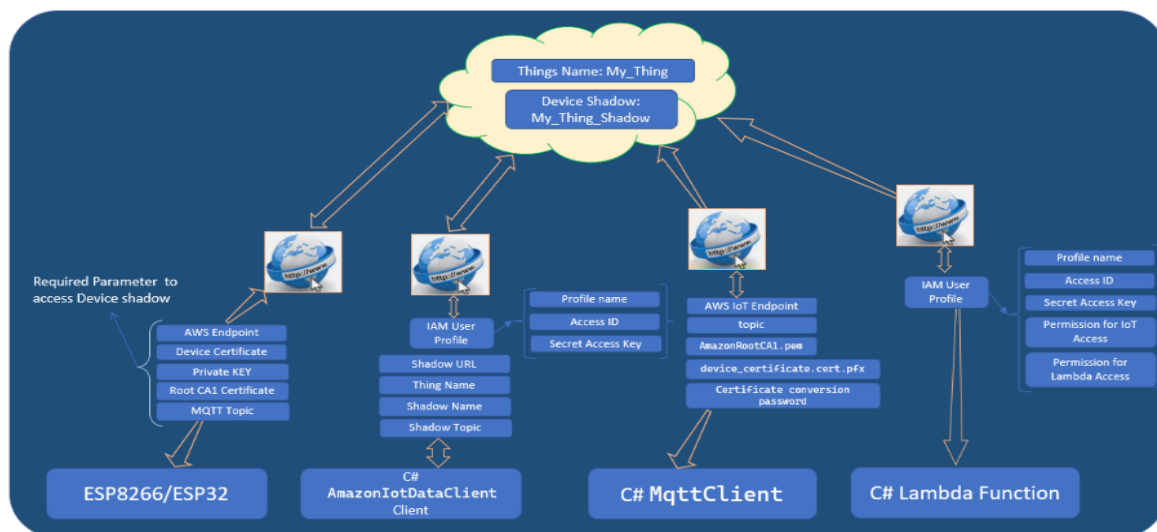 Things Name: My_Thing
Device Shadow:
My_Thing_Shadow
http://www.
http://www.
http://www.
http://www.
Required Parameter to
access Device shadow
AWS Endpoint
Device Certificate
Private KEY
Root CA1 Certificate
MQTT Topic
ESP8266/ESP32
IAM User
Profile
Profile name
Access ID
Secret Access Key
Shadow URL
Thing Name
Shadow Name
Shadow Topic
C#
AmazonIotDataClient
Client
AWS IoT Endpoint
topic
AmazonRootCA1.pem
device_certificate.cert.pfx
Certificate conversion
password
C# MqttClient
IAM User
Profile
Profile name
Access ID
Secret Access Key
Permission for IoT
Access
Permission for
Lambda Access
C# Lambda Function